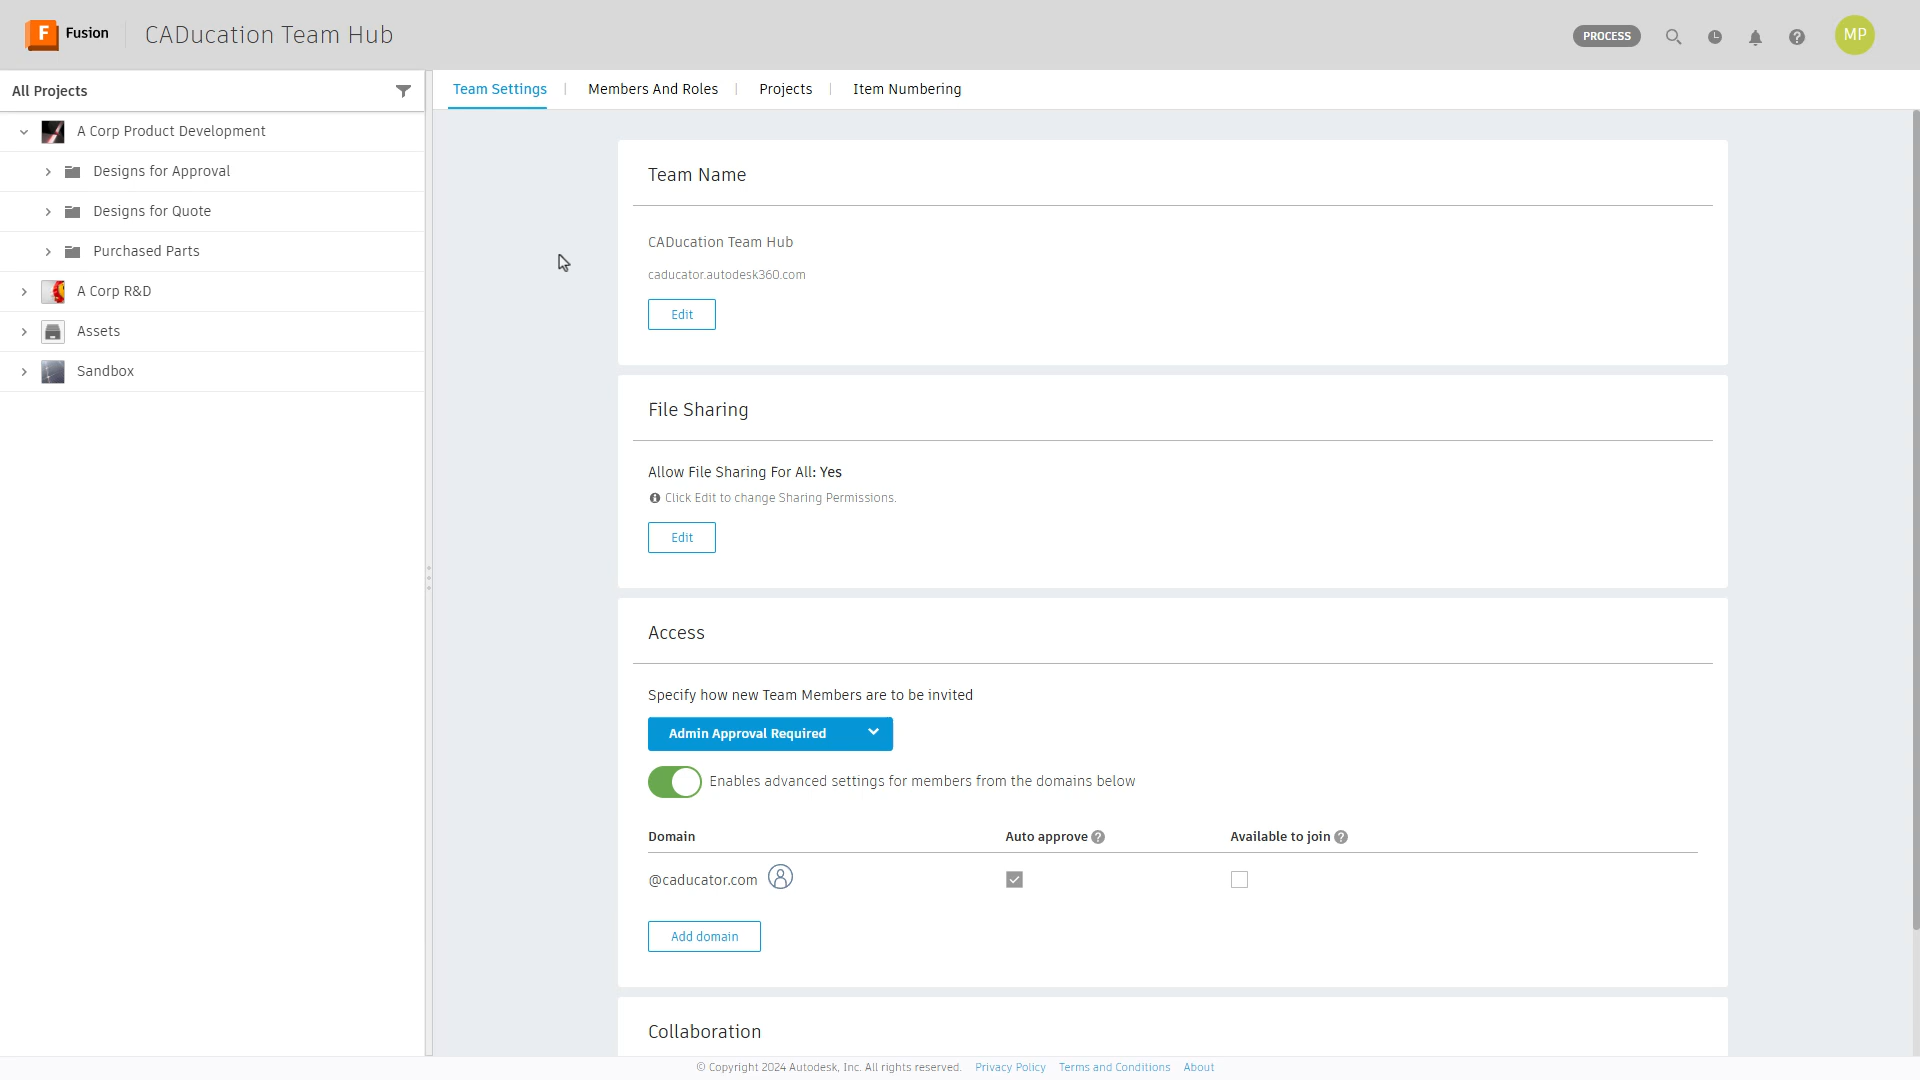 F Fusion
CADucation Team Hub
PROCESS
MP
All Projects
A Corp Product Development
Designs for Approval
Designs for Quote
Purchased Parts
A Corp R&D
Assets
Sandbox
Team Settings | Members And Roles | Projects | Item Numbering
Team Name
CADucation Team Hub
caducator.autodesk360.com
Edit
File Sharing
Allow File Sharing For All: Yes
Click Edit to change Sharing Permissions.
Edit
Access
Specify how new Team Members are to be invited
Admin Approval Required
Enables advanced settings for members from the domains below
Domain Auto approve ? Available to join ?
@caducator.com
Add domain
Collaboration
© Copyright 2024 Autodesk, Inc. All rights reserved. Privacy Policy Terms and Conditions About